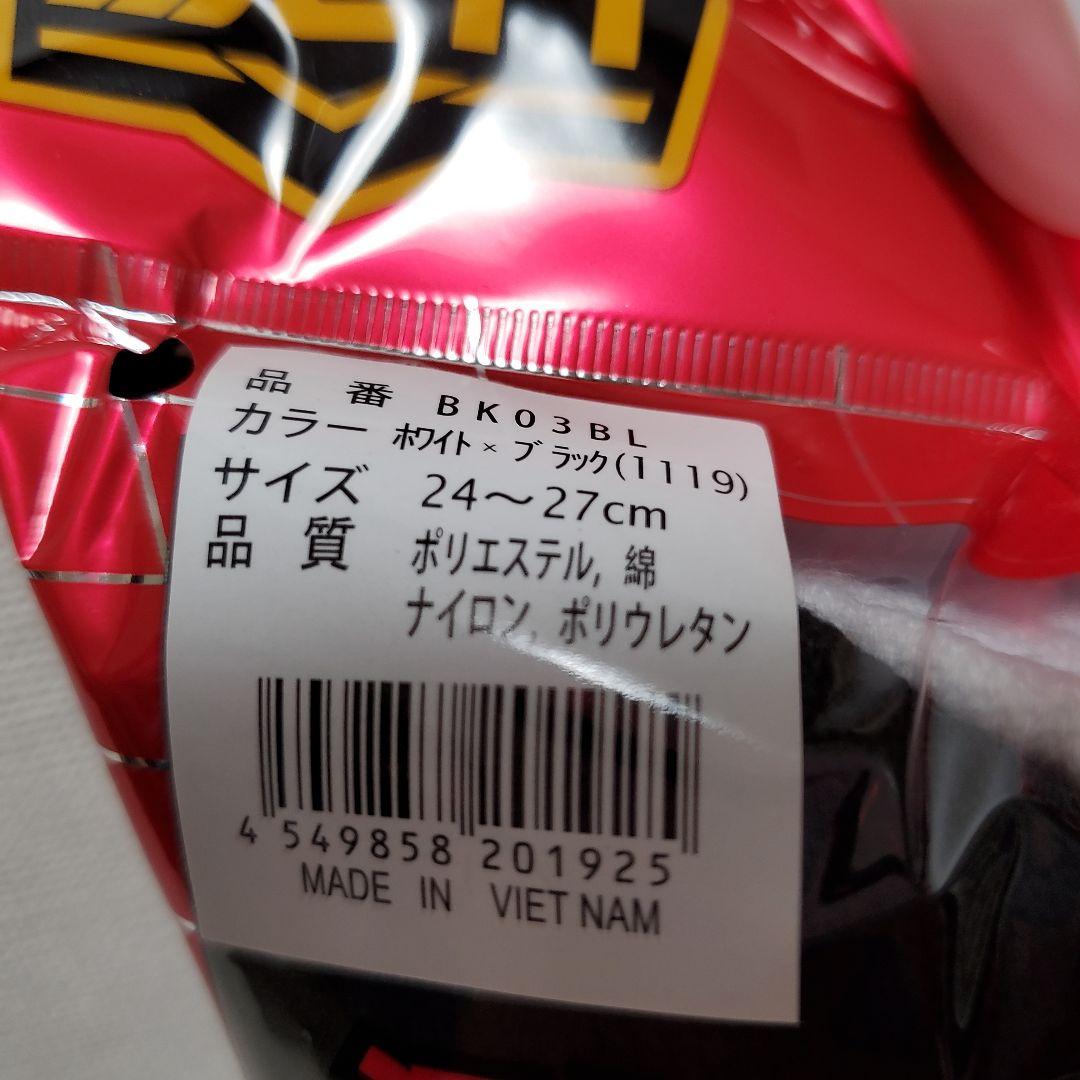 品 番 BK03BL
カラー ホワイト×ブラック(1119)
サイズ 24～27cm
品 質 ポリエステル, 綿
ナイロン, ポリウレタン
4 549858 201925
MADE IN VIET NAM